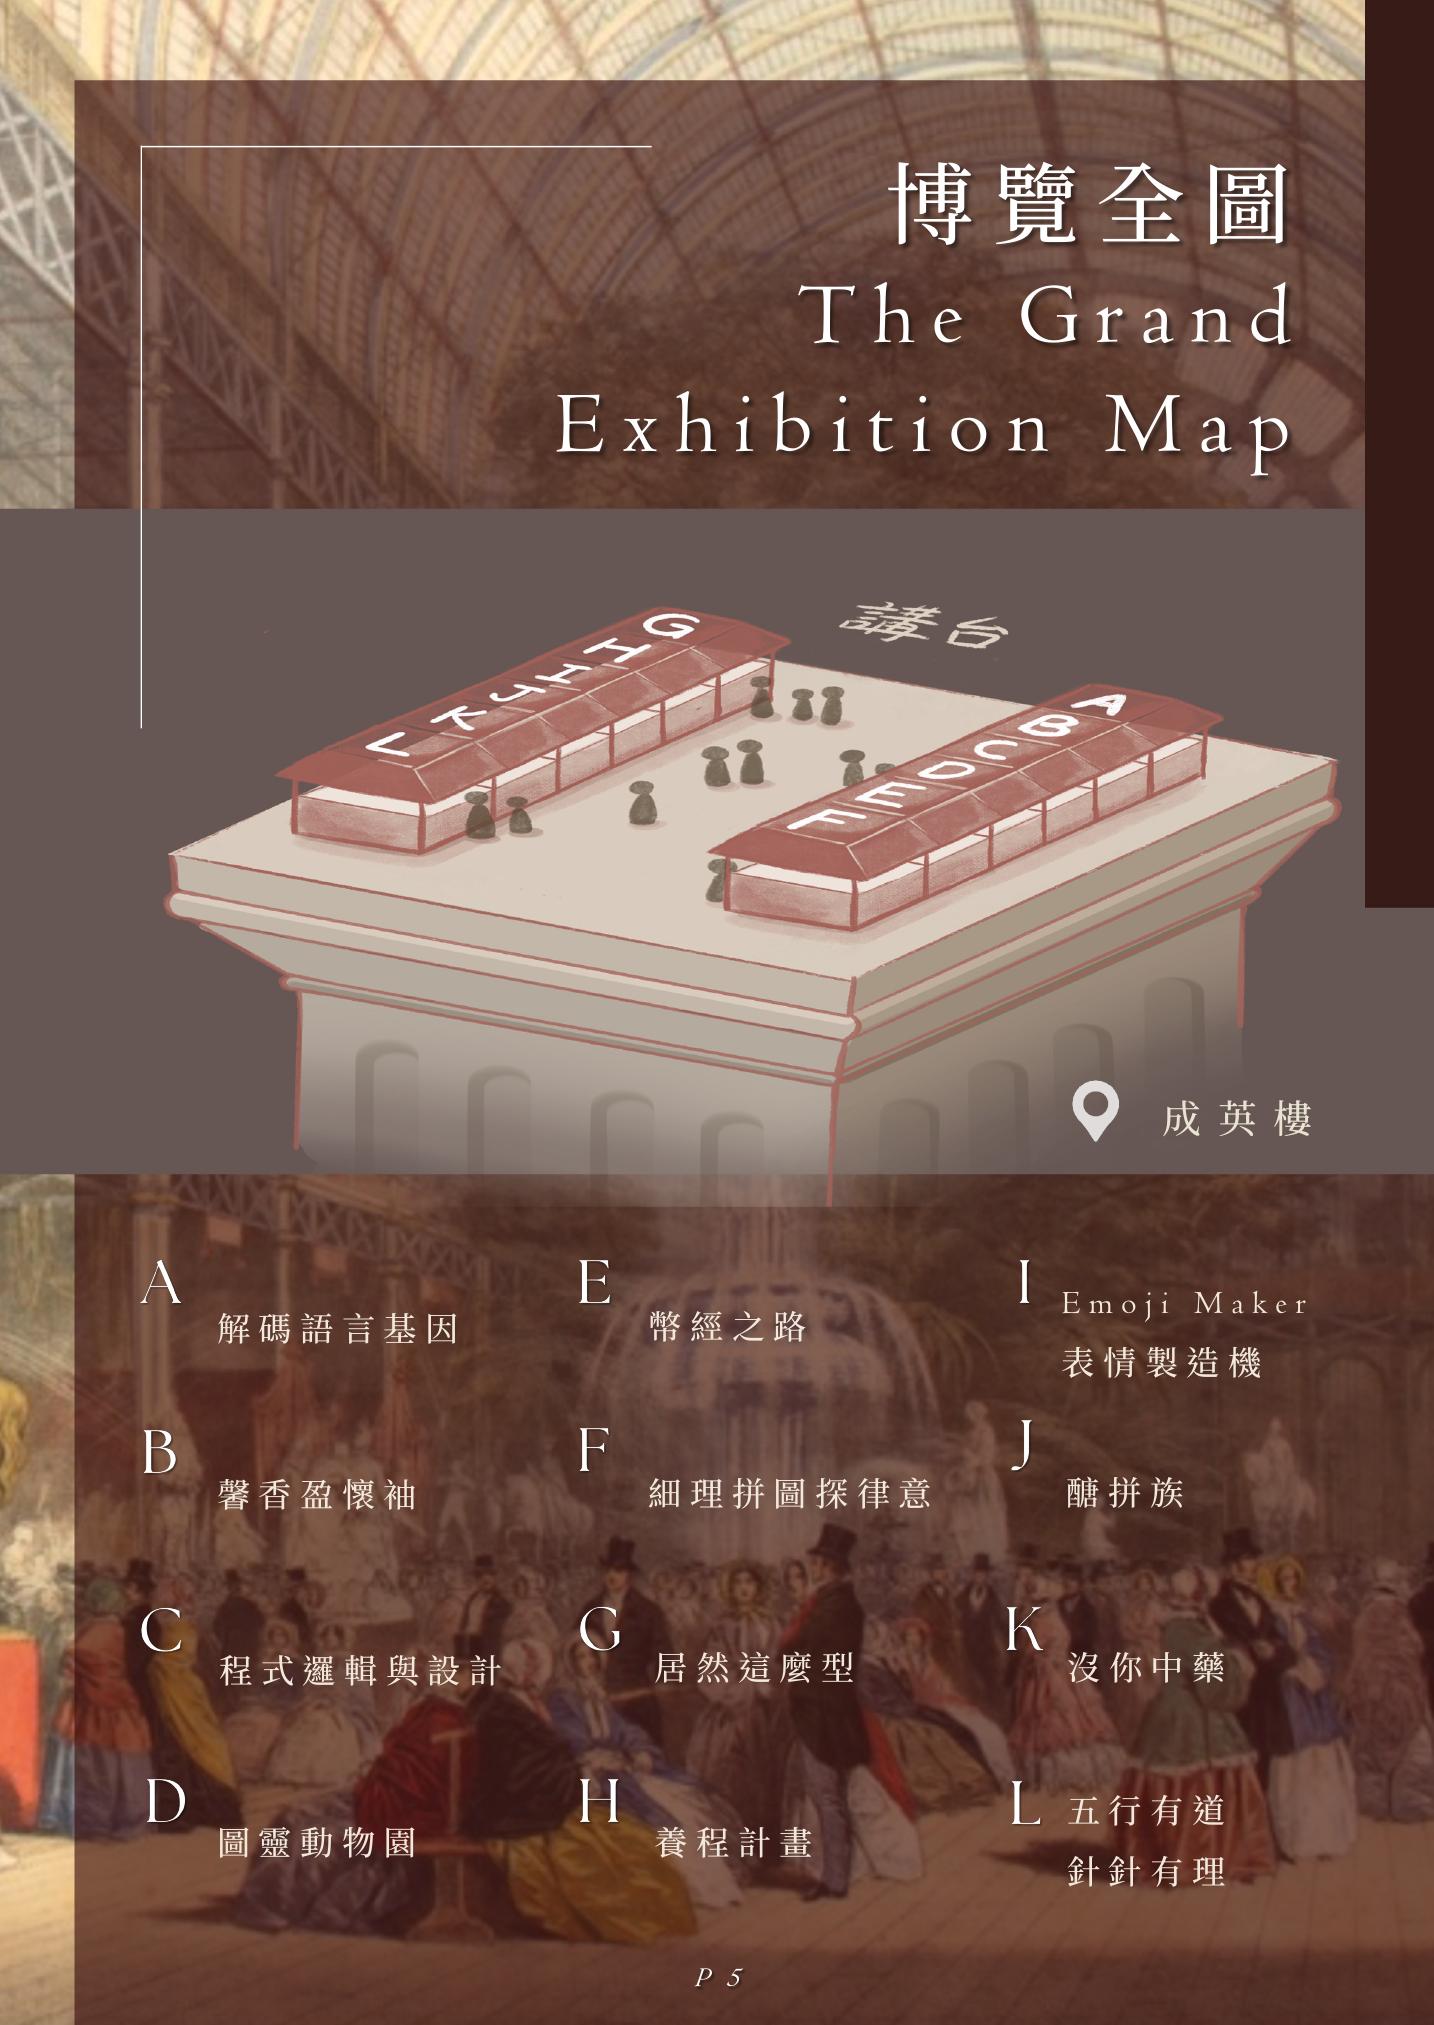 博覽全圖
The Grand
Exhibition Map
講台
G
H
I
J
K
L
A
B
C
D
E
F
成英樓
A
解碼語言基因
B
馨香盈懷袖
C
程式邏輯與設計
D
圖靈動物園
E
幣經之路
F
細理拼圖探律意
G
居然這麼型
H
養程計畫
I
Emoji Maker
表情製造機
J
醣拼族
K
沒你中藥
L
五行有道
針針有理
P 5